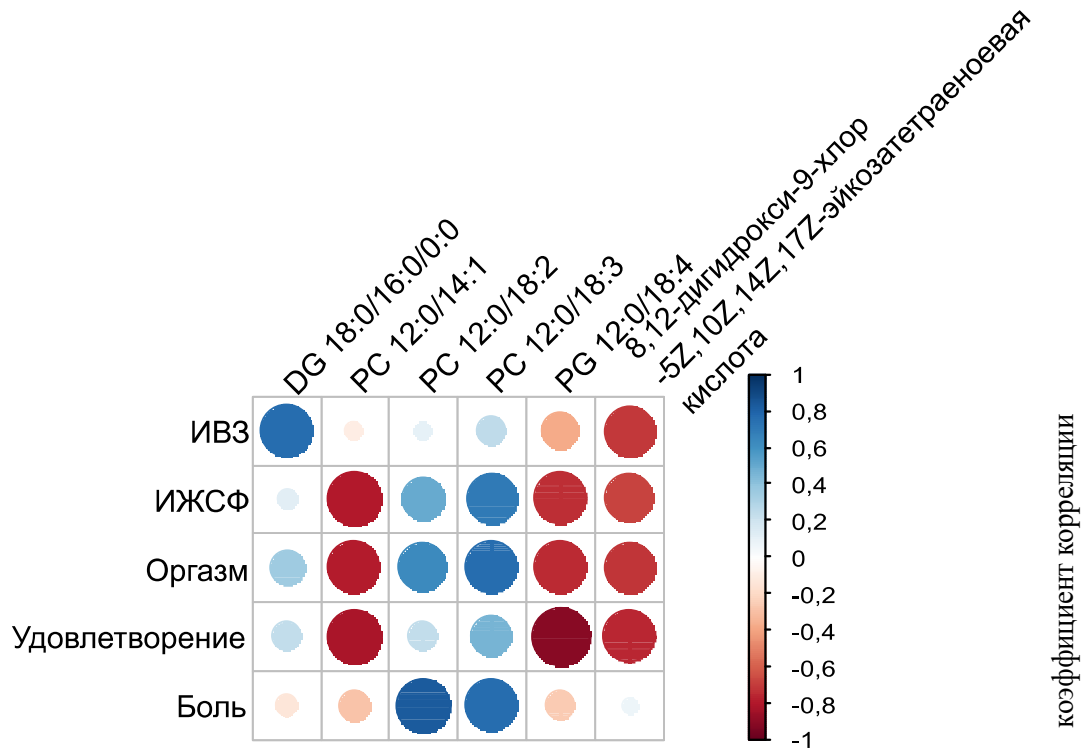 DG 18:0/16:0/0:0
PC 12:0/14:1
PC 12:0/18:2
PC 12:0/18:3
PG 12:0/18:4
8,12-дигидрокси-9-хлор
-5Z,10Z,14Z,17Z-эйкозатетраеноевая
кислота
ИВЗ
ИЖСФ
Оргазм
Удовлетворение
Боль
1
0,8
0,6
0,4
0,2
0
-0,2
-0,4
-0,6
-0,8
-1
коэффициент корреляции